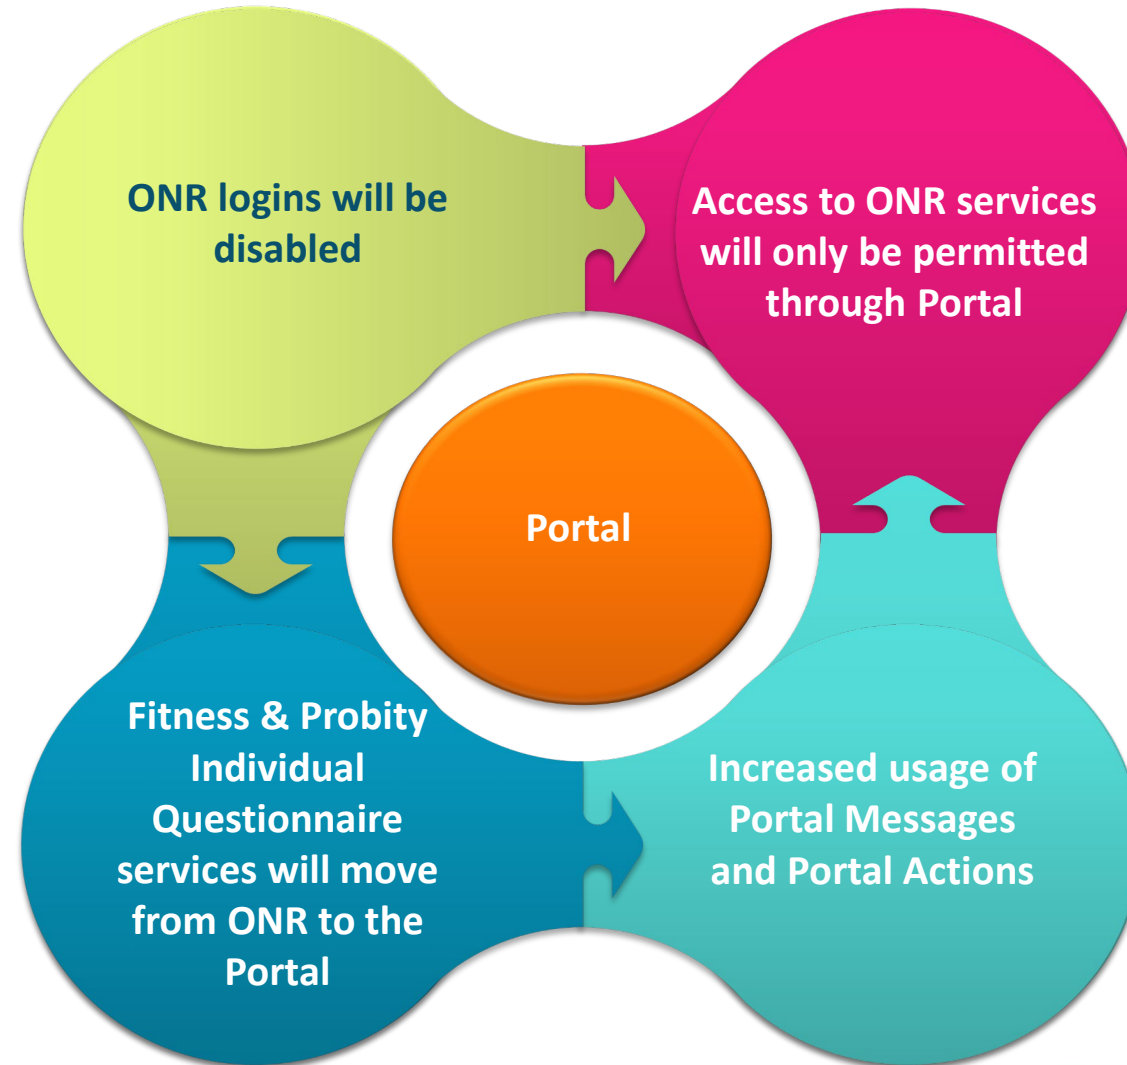 ONR logins will be
disabled
Access to ONR services
will only be permitted
through Portal
Portal
Fitness & Probity
Individual
Questionnaire
services will move
from ONR to the
Portal
Increased usage of
Portal Messages
and Portal Actions